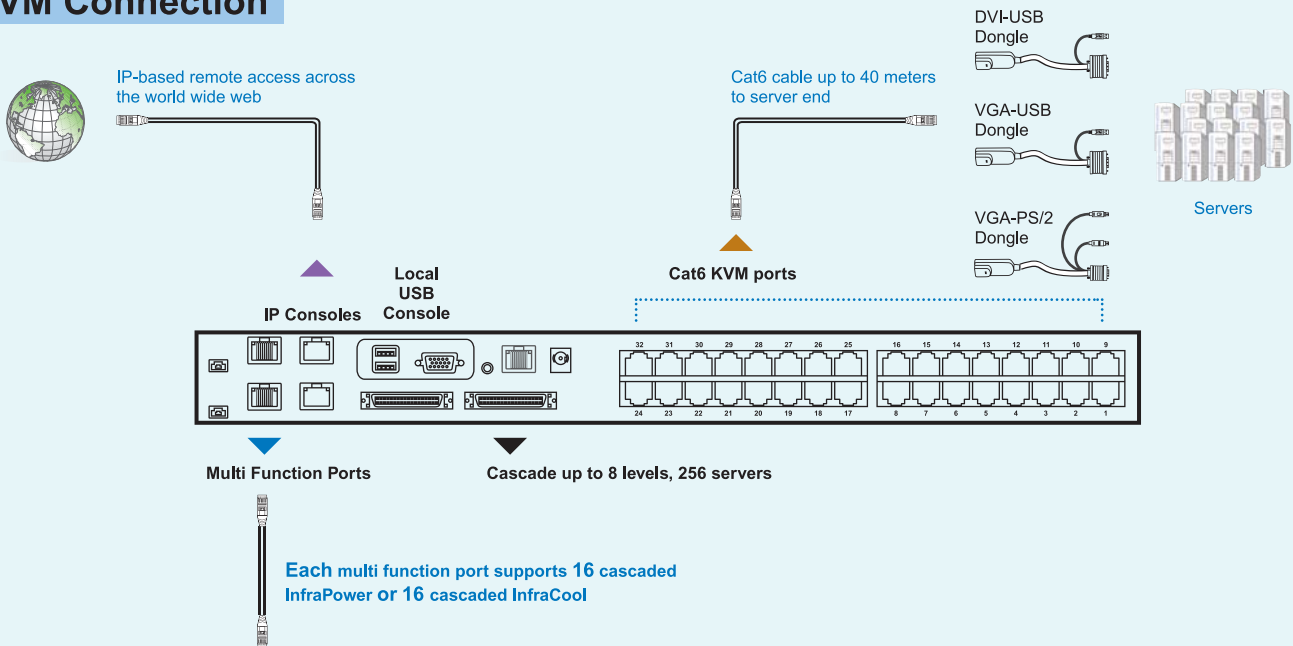 VM Connection
IP-based remote access across
the world wide web
Cat6 cable up to 40 meters
to server end
DVI-USB
Dongle
VGA-USB
Dongle
VGA-PS/2
Dongle
Servers
IP Consoles
Local
USB
Console
Cat6 KVM ports
32 31 30 29 28 27 26 25 16 15 14 13 12 11 10 9
24 23 22 21 20 19 18 17 8 7 6 5 4 3 2 1
Multi Function Ports
Cascade up to 8 levels, 256 servers
Each multi function port supports 16 cascaded
InfraPower or 16 cascaded InfraCool